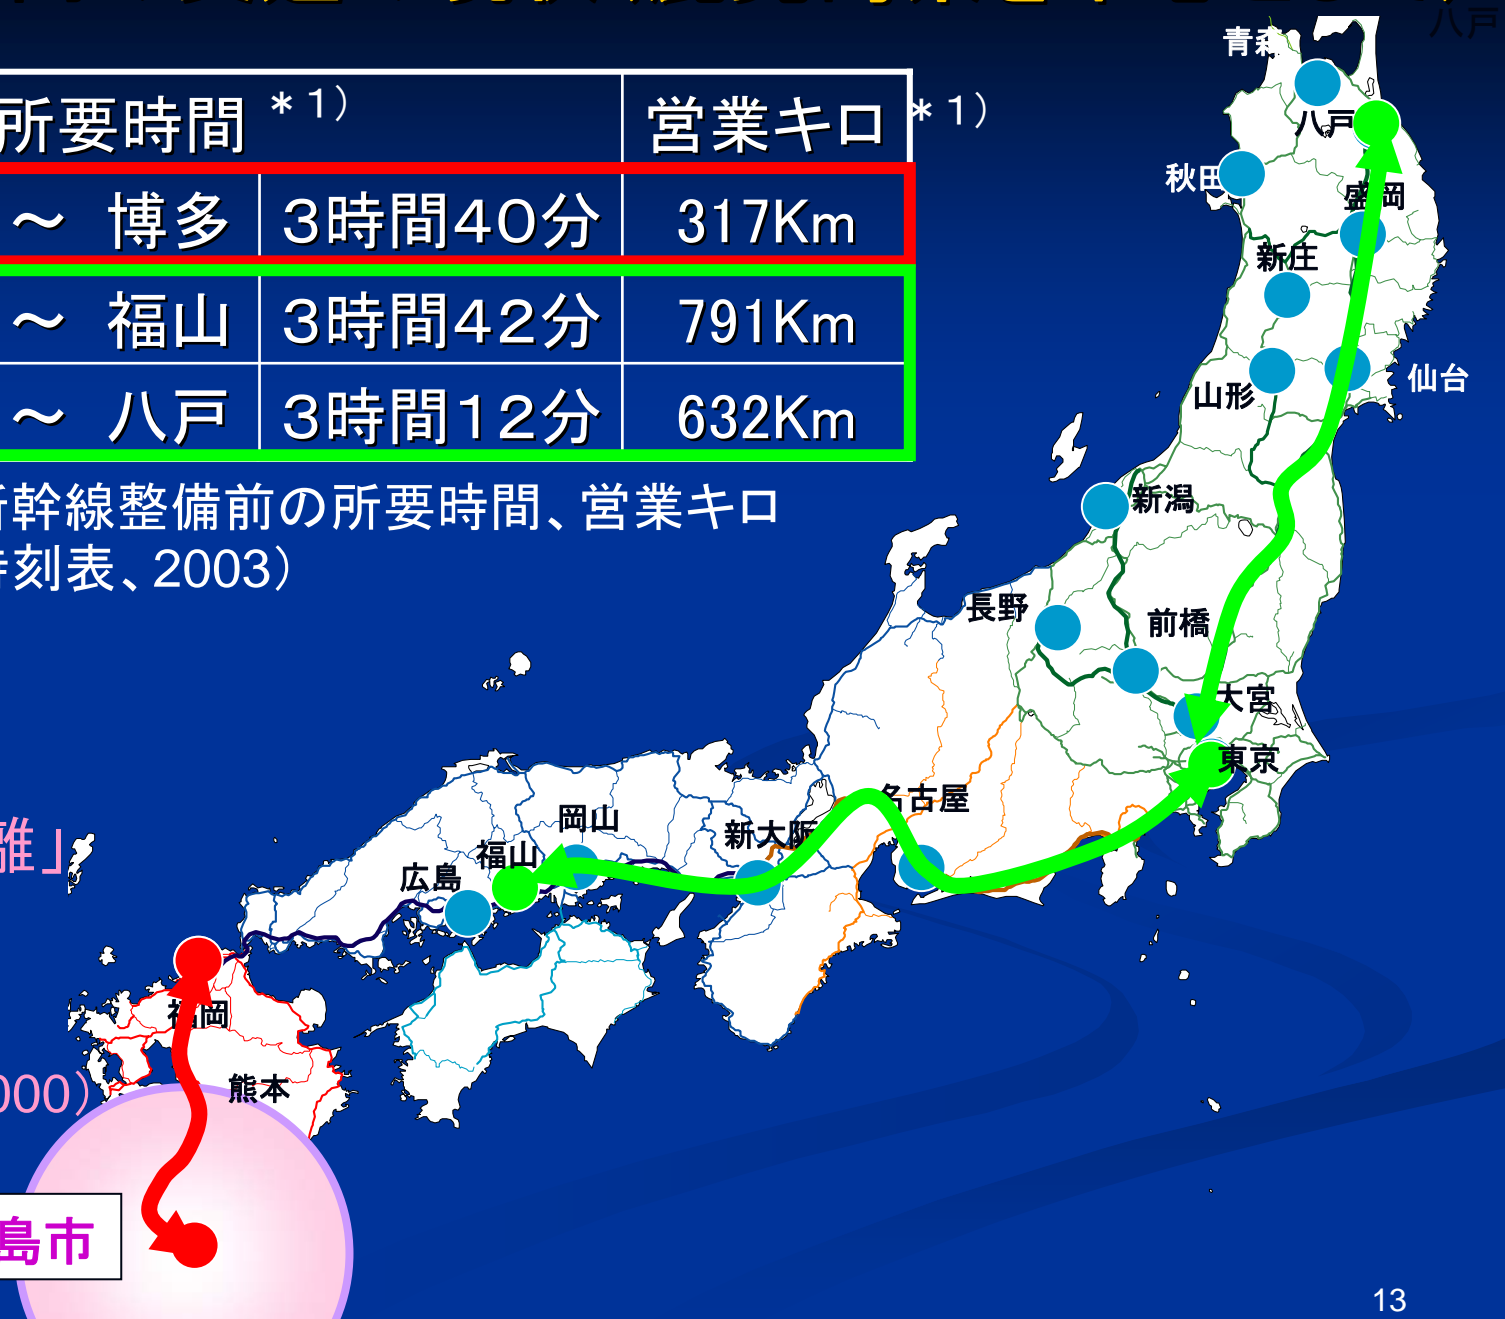 八戸
所要時間 *1) 営業キロ *1)
~ 博多 3時間40分 317Km
~ 福山 3時間42分 791Km
~ 八戸 3時間12分 632Km
幹線整備前の所要時間、営業キロ
刻表、2003)
離」
000)
島市
青森
八戸
秋田
盛岡
新庄
山形
仙台
新潟
長野
前橋
大宮
東京
名古屋
岡山
新大阪
福山
広島
福岡
熊本
13